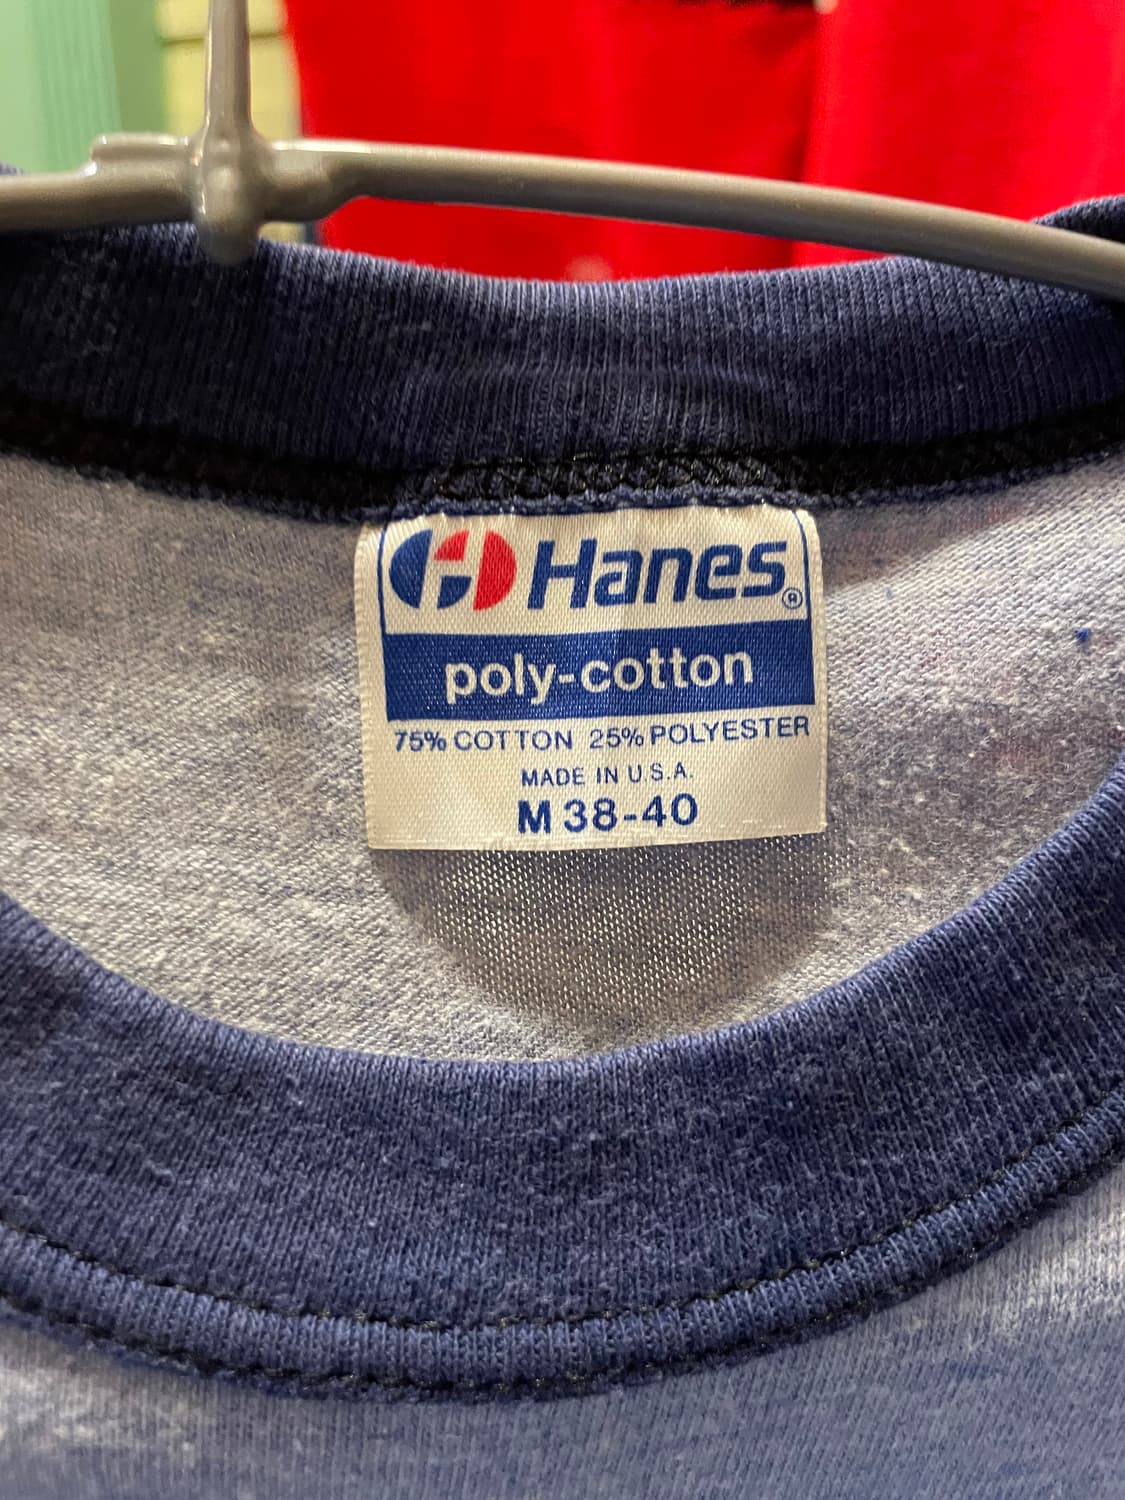 Hanes®
poly-cotton
75% COTTON 25% POLYESTER
MADE IN U.S.A.
M 38-40